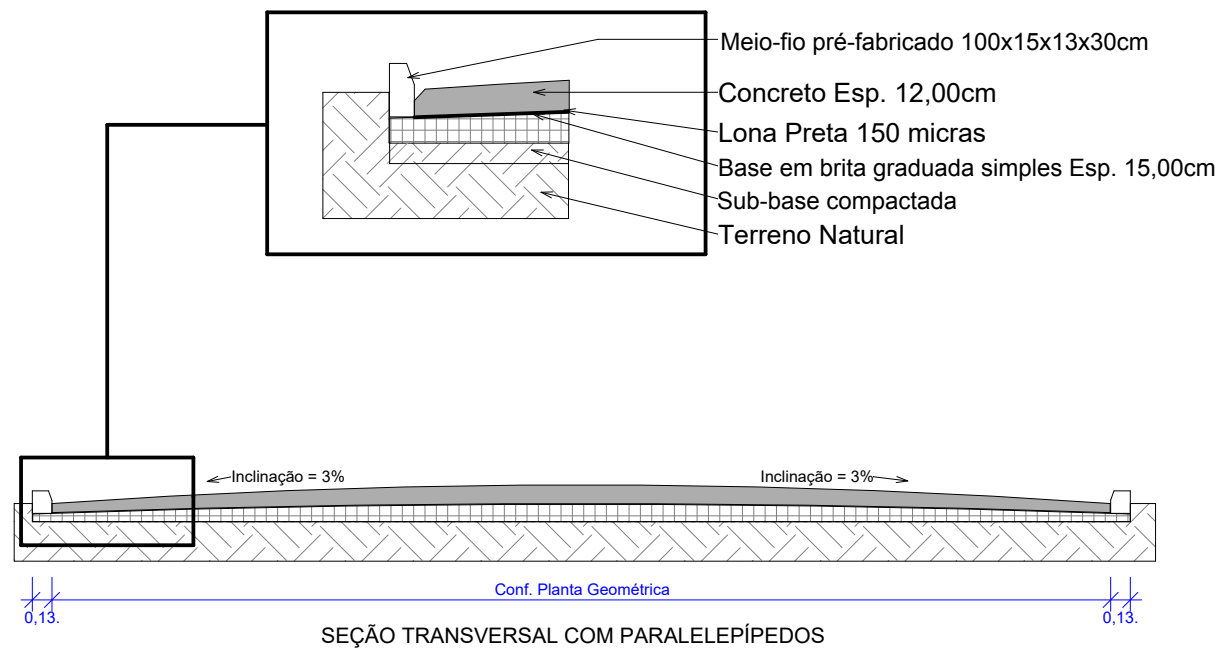 Meio-fio pré-fabricado 100x15x13x30cm
Concreto Esp. 12,00cm
Lona Preta 150 micras
Base em brita graduada simples Esp. 15,00cm
Sub-base compactada
Terreno Natural
Inclinação = 3%
Inclinação = 3%
Conf. Planta Geométrica
0,13.
0,13.
SEÇÃO TRANSVERSAL COM PARALELEPÍPEDOS